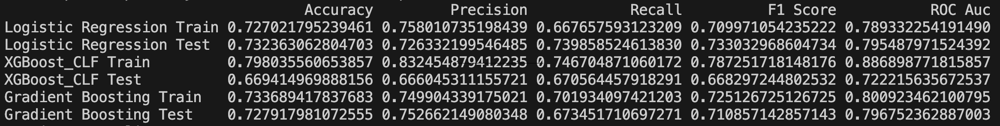 Accuracy Precision Recall F1 Score ROC Auc
Logistic Regression Train 0.727021795239461 0.758010735198439 0.667657593123209 0.709971054235222 0.789332254191490
Logistic Regression Test 0.732363062804703 0.726332199546485 0.739858524613830 0.733032968604734 0.795487971524392
XGBoost_CLF Train 0.798035560653857 0.832454879412235 0.746704871060172 0.787251718148176 0.886898771815857
XGBoost_CLF Test 0.669414969888156 0.666045311155721 0.670564457918291 0.668297244802532 0.722215635672537
Gradient Boosting Train 0.733689417837683 0.749904339175021 0.701934097421203 0.725126725126725 0.800923462100795
Gradient Boosting Test 0.727917981072555 0.752662149080348 0.673451710697271 0.710857142857143 0.796752362887003